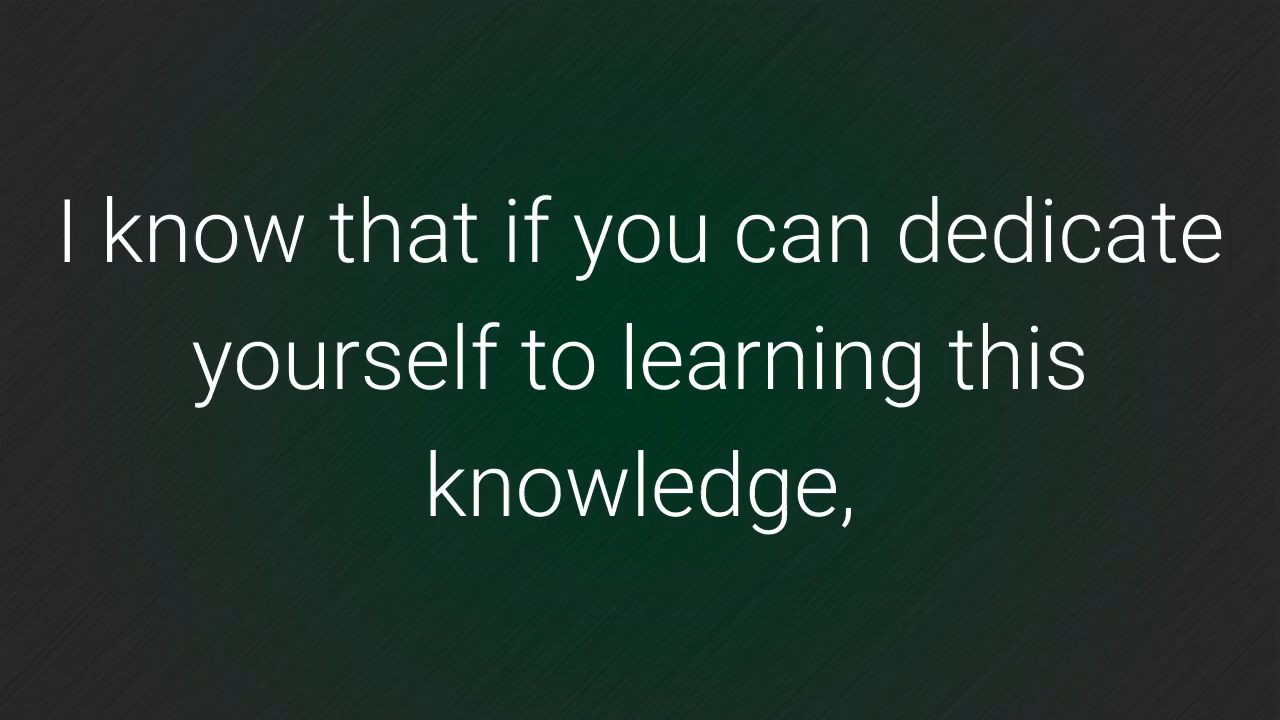 I know that if you can dedicate
yourself to learning this
knowledge,